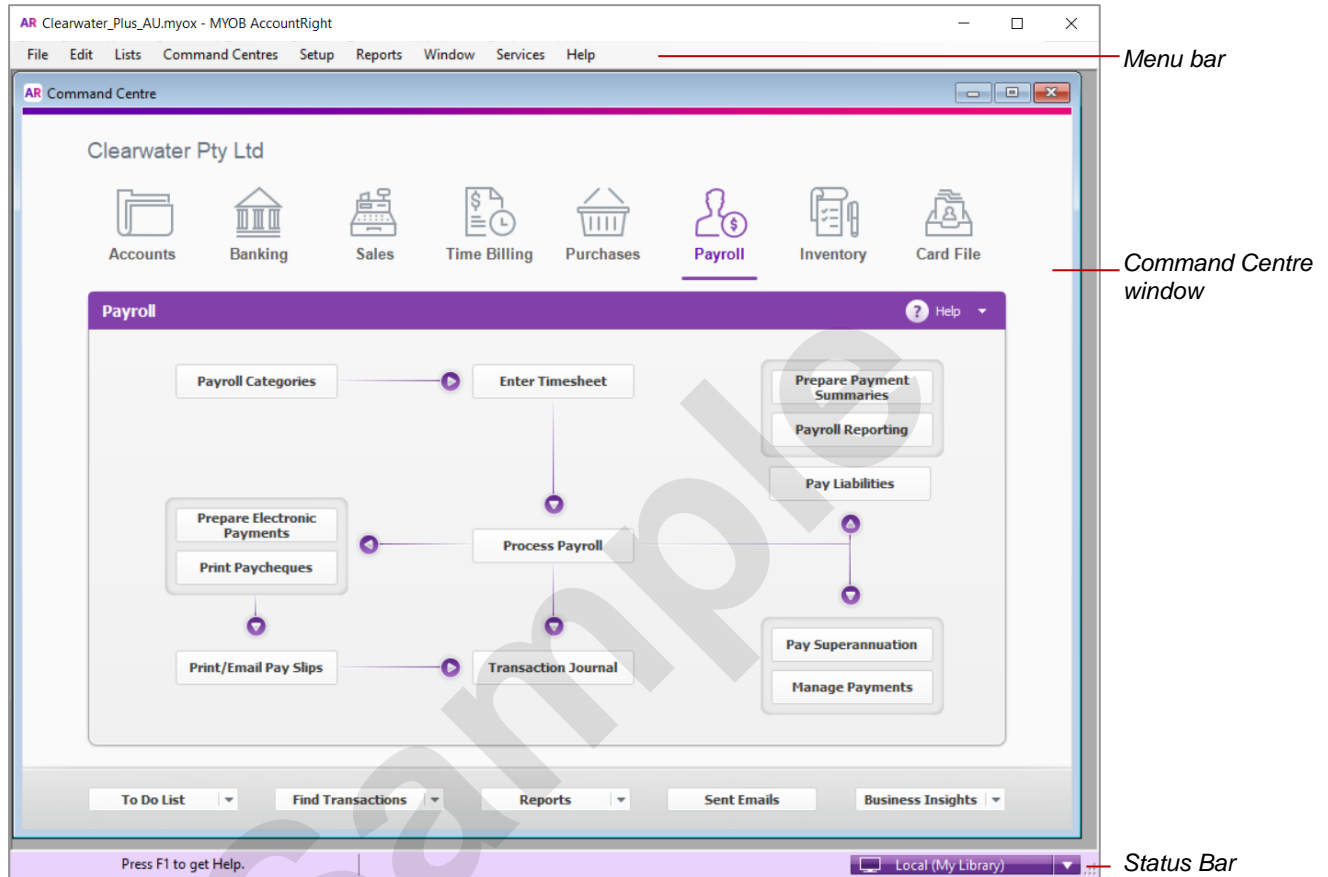 AR Clearwater_Plus_AU.myox - MYOB AccountRight
File Edit Lists Command Centres Setup Reports Window Services Help
Menu bar
AR Command Centre
Clearwater Pty Ltd
Accounts Banking Sales Time Billing Purchases Payroll Inventory Card File
Command Centre
window
Payroll
? Help
Payroll Categories
Enter Timesheet
Prepare Payment
Summaries
Payroll Reporting
Pay Liabilities
Prepare Electronic
Payments
Print Paycheques
Process Payroll
Print/Email Pay Slips
Transaction Journal
Pay Superannuation
Manage Payments
To Do List Find Transactions Reports Sent Emails Business Insights
Press F1 to get Help.
Local (My Library)
Status Bar
Sample